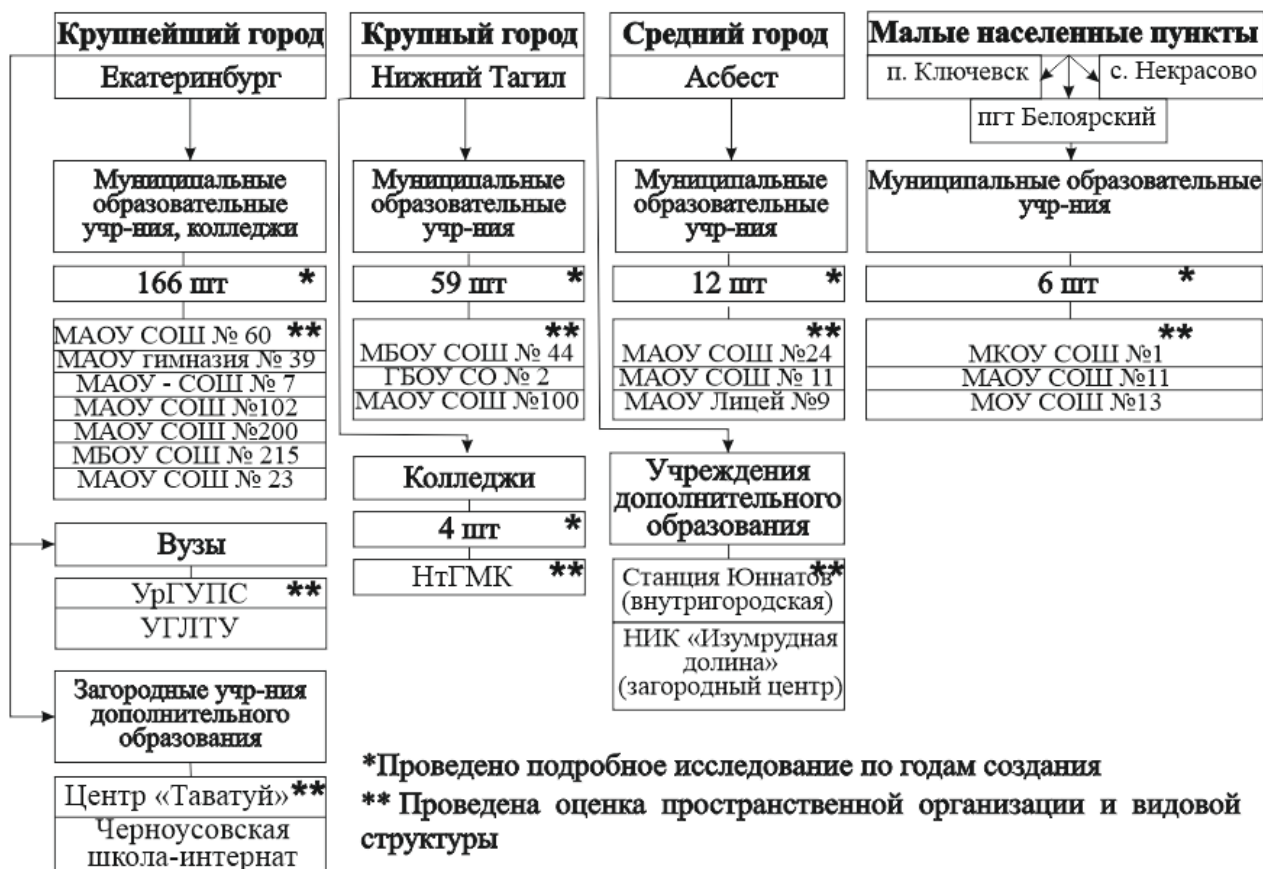 Крупнейший город
Екатеринбург
Муниципальные
образовательные
учр-ния, колледжи
166 шт *
МАОУ СОШ № 60 **
МАОУ гимназия № 39
МАОУ - СОШ № 7
МАОУ СОШ №102
МАОУ СОШ №200
МБОУ СОШ № 215
МАОУ СОШ № 23
Вузы
УрГУПС **
УГЛТУ
Загородные учр-ния
дополнительного
образования
Центр «Таватуй»**
Черноусовская
школа-интернат
Крупный город
Нижний Тагил
Муниципальные
образовательные
учр-ния
59 шт *
**
МБОУ СОШ № 44
ГБОУ СО № 2
МАОУ СОШ №100
Колледжи
4 шт *
НтГМК **
Средний город
Асбест
Муниципальные
образовательные
учр-ния
12 шт *
**
МАОУ СОШ №24
МАОУ СОШ № 11
МАОУ Лицей №9
Учреждения
дополнительного
образования
Станция Юннатов**
(внутригородская)
НИК «Изумрудная
долина»
(загородный центр)
Малые населенные пункты
п. Ключевск
с. Некрасово
пгт Белоярский
Муниципальные образовательные
учр-ния
6 шт *
**
МКОУ СОШ №1
МАОУ СОШ №11
МОУ СОШ №13
*Проведено подробное исследование по годам создания
** Проведена оценка пространственной организации и видовой
структуры